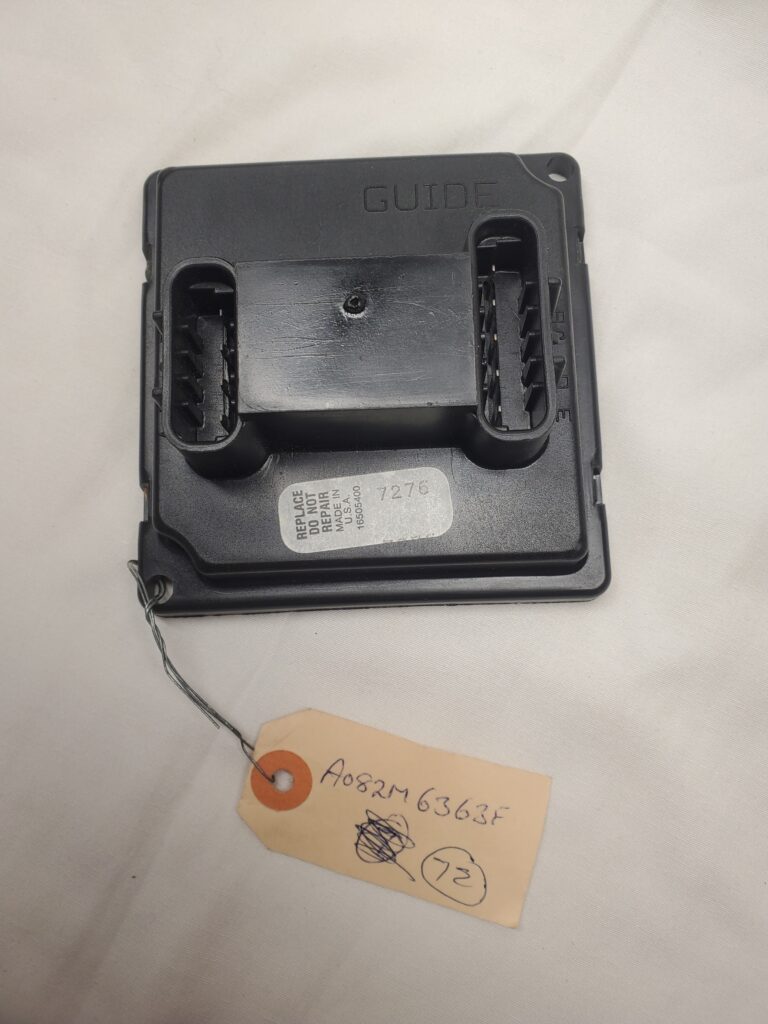 GUIDE
REPLACE
DO NOT
REPAIR
MADE IN
U.S.A.
16505400
7276
A082M6363F
72